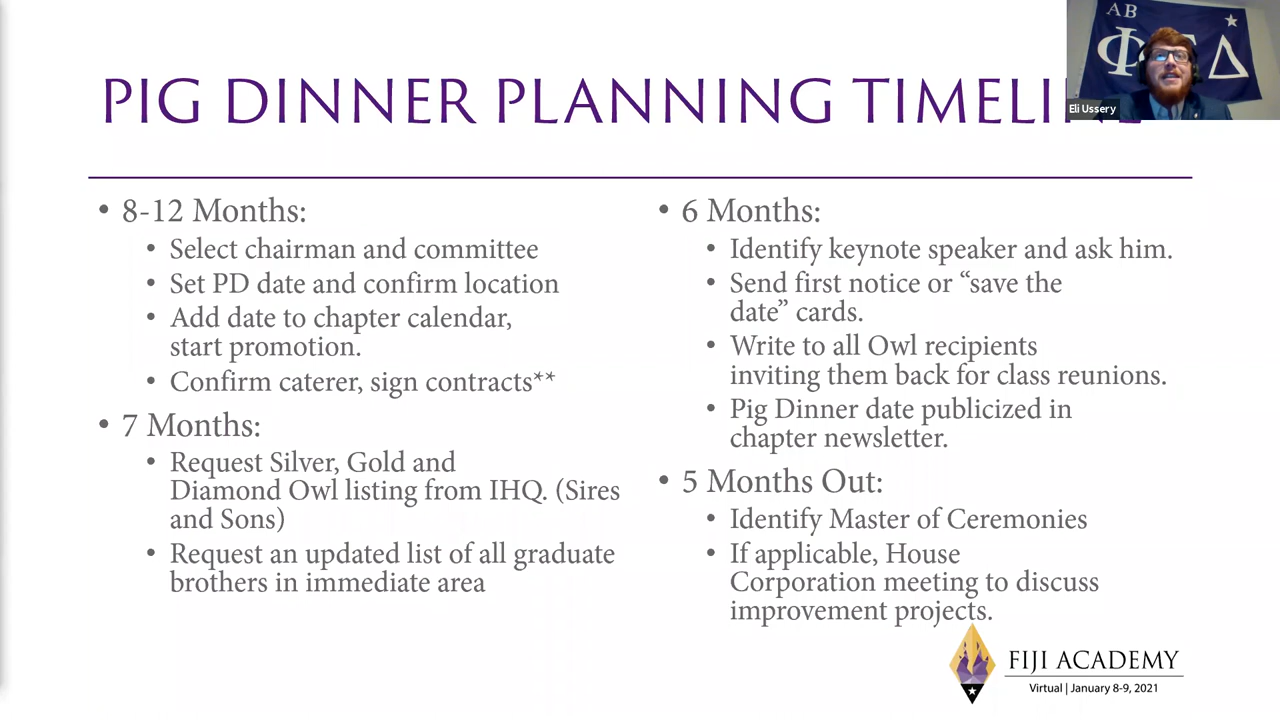 PIG DINNER PLANNING TIMELINE
ΑΒ
ΦΓΔ
Eli Ussery
• 8-12 Months:
• Select chairman and committee
• Set PD date and confirm location
• Add date to chapter calendar,
start promotion.
• Confirm caterer, sign contracts**
• 7 Months:
• Request Silver, Gold and
Diamond Owl listing from IHQ. (Sires
and Sons)
• Request an updated list of all graduate
brothers in immediate area
• 6 Months:
• Identify keynote speaker and ask him.
• Send first notice or “save the
date” cards.
• Write to all Owl recipients
inviting them back for class reunions.
• Pig Dinner date publicized in
chapter newsletter.
• 5 Months Out:
• Identify Master of Ceremonies
• If applicable, House
Corporation meeting to discuss
improvement projects.
FIJI ACADEMY
Virtual | January 8-9, 2021